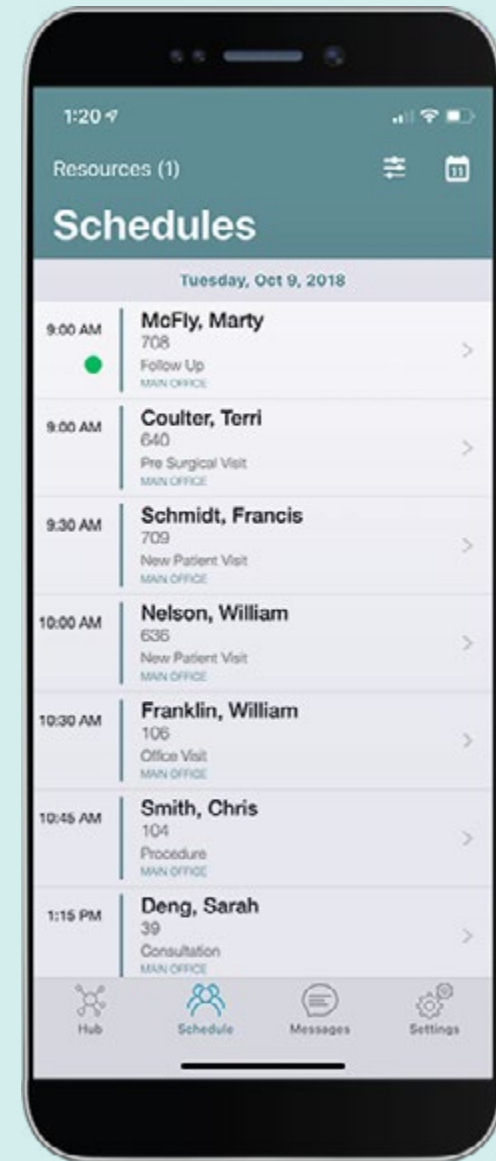 1:20
Resources (1)
11
Schedules
Tuesday, Oct 9, 2018
9:00 AM
McFly, Marty
708
Follow Up
MAIN OFFICE
9:00 AM
Coulter, Terri
640
Pre Surgical Visit
MAIN OFFICE
9:30 AM
Schmidt, Francis
709
New Patient Visit
MAIN OFFICE
10:00 AM
Nelson, William
636
New Patient Visit
MAIN OFFICE
10:30 AM
Franklin, William
106
Office Visit
MAIN OFFICE
10:45 AM
Smith, Chris
104
Procedure
MAIN OFFICE
1:15 PM
Deng, Sarah
39
Consultation
MAIN OFFICE
Hub
Schedule
Messages
Settings